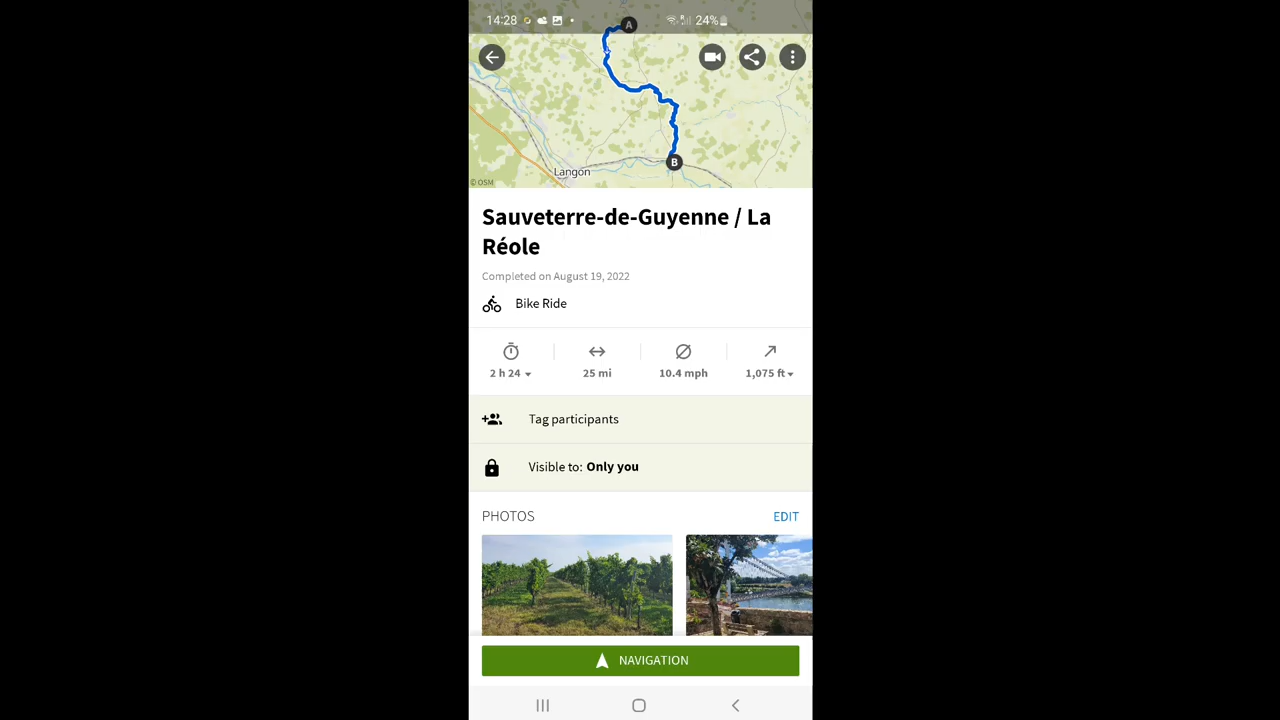 14:28
24%
A
B
Langon
© OSM
Sauveterre-de-Guyenne / La
Réole
Completed on August 19, 2022
Bike Ride
2 h 24
25 mi
10.4 mph
1,075 ft
Tag participants
Visible to: Only you
PHOTOS
EDIT
NAVIGATION